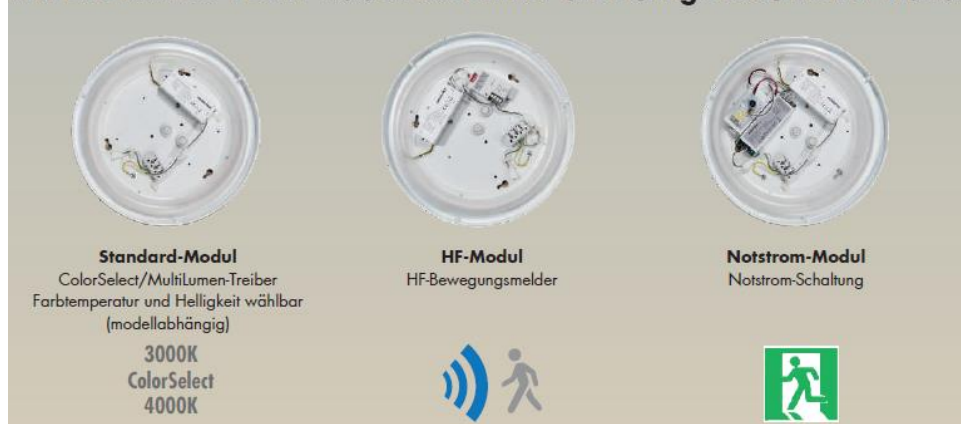 Standard-Modul
ColorSelect/MultiLumen-Treiber
Farbtemperatur und Helligkeit wählbar
(modellabhängig)
3000K
ColorSelect
4000K
HF-Modul
HF-Bewegungsmelder
Notstrom-Modul
Notstrom-Schaltung